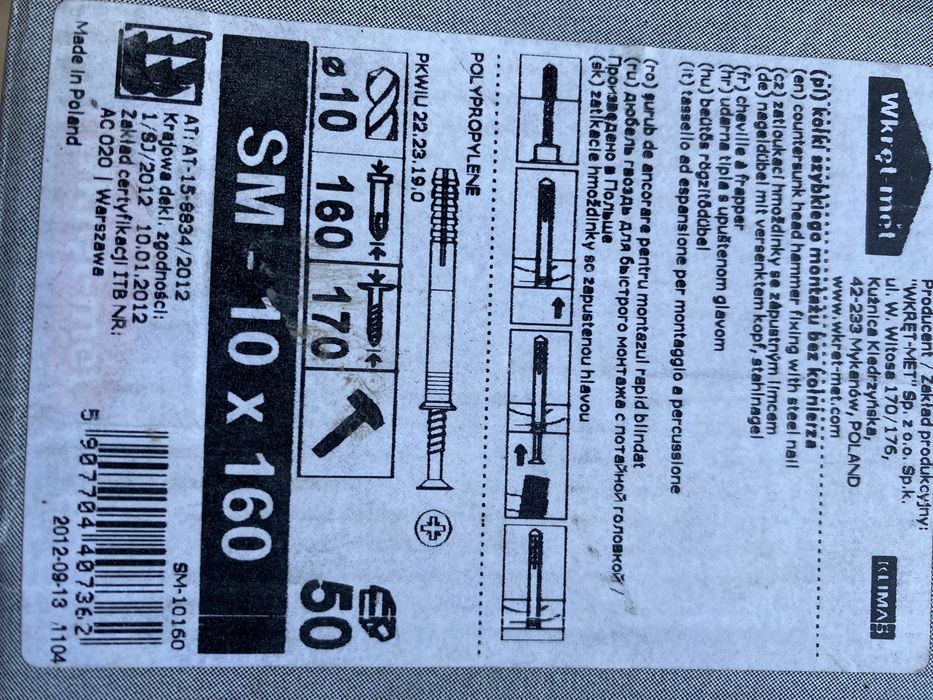 Wkręt-met
Producent / Zakład produkcyjny:
"WKRĘT-MET" Sp. z o.o. Sp.k.
ul. W. Witosa 170/176,
Kuźnica Kiedrzyńska,
42-233 Mykanów, POLAND
www.wkret-met.com
KLIMAS
(pl) kołki szybkiego montażu bez kołnierza
(en) countersunk head hammer fixing with steel nail
(cz) zatloukací hmoždinky se zápustným límcem
(de) nageldübel mit versenktem kopf, stahlnagel
(fr) cheville à frapper
(hr) udarna tipla s upuštenom glavom
(hu) beütős rögzítődűbel
(it) tassello ad espansione per montaggio a percussione
(ro) surub de ancorare pentru montazul rapid blindat
(ru) дюбель гвоздь для быстрого монтажа с потайной головкой /
Произведено в Польше
(sk) zatĺkacie hmoždinky so zapustenou hlavou
POLYPROPYLENE
PKWiU 22.23.19.0
ø10 160 170
50
SM - 10 x 160
AT: AT-15-8834/2012
Krajowa dekl. zgodności:
1/SJ/2012 10.01.2012
Zakład certyfikacji ITB NR:
AC 020 | Warszawa
Made in Poland
SM-10160
5 907704 407362
2012-09-13 /1104